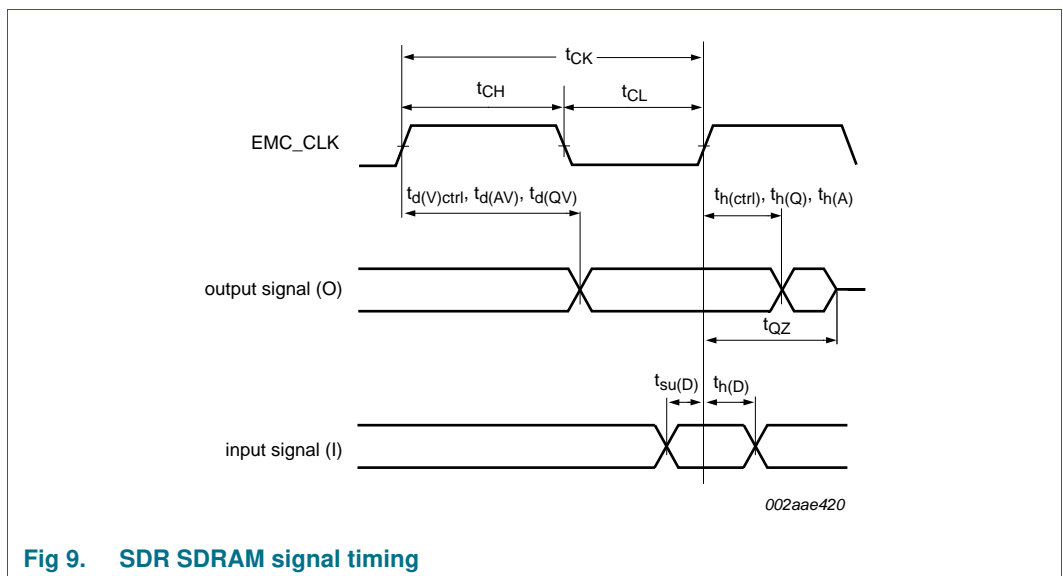 tCK
tCH
tCL
EMC_CLK
td(V)ctrl, td(AV), td(QV)
th(ctrl), th(Q), th(A)
output signal (O)
tQZ
tsu(D)
th(D)
input signal (I)
002aae420
Fig 9. SDR SDRAM signal timing